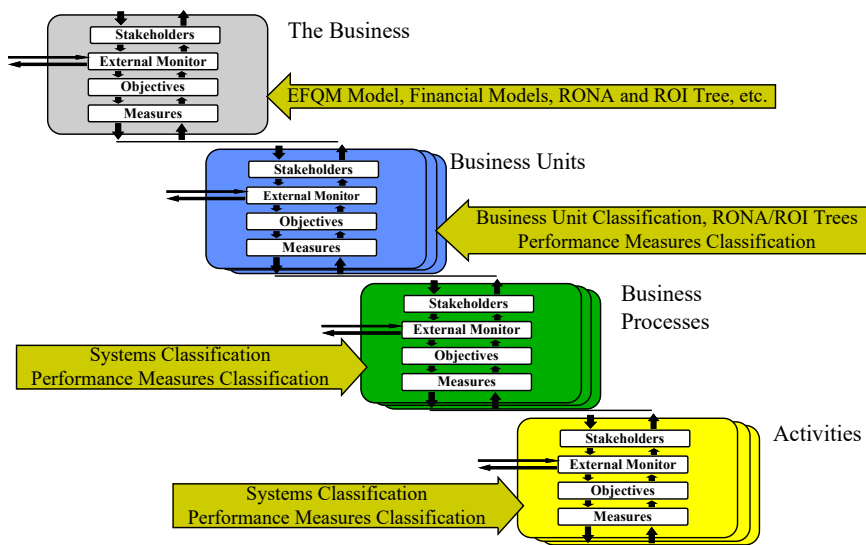 Stakeholders
The Business
External Monitor
Objectives
EFQM Model, Financial Models, RONA and ROI Tree, etc.
Measures
Stakeholders
Business Units
External Monitor
Objectives
Business Unit Classification, RONA/ROI Trees
Performance Measures Classification
Measures
Stakeholders
Business
Processes
External Monitor
Systems Classification
Performance Measures Classification
Objectives
Measures
Stakeholders
Activities
External Monitor
Objectives
Systems Classification
Performance Measures Classification
Measures